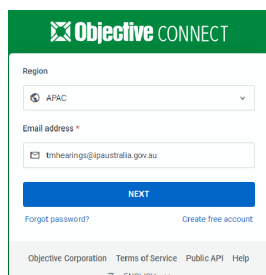 Objective CONNECT
Region
APAC
Email address *
tmhearings@ipaustralia.gov.au
NEXT
Forgot password? Create free account
Objective Corporation Terms of Service Public API Help
ENGLISH